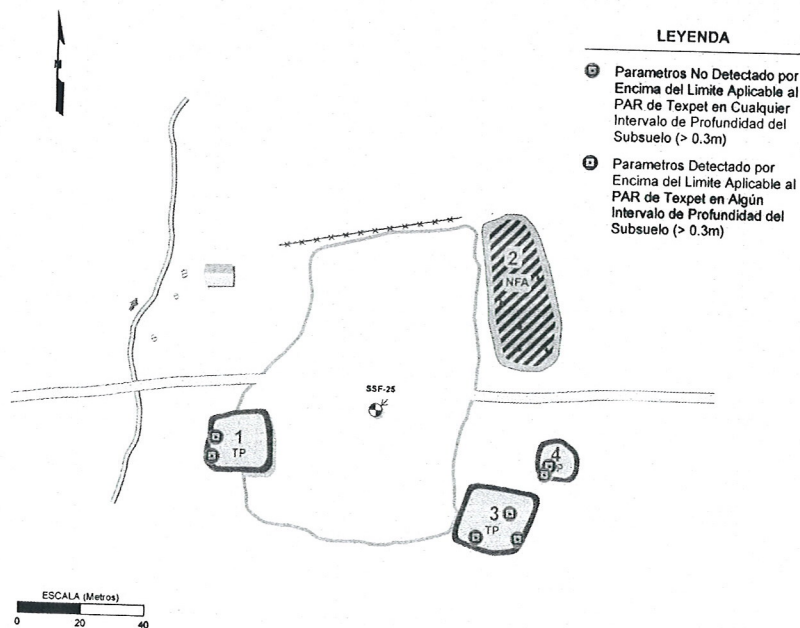 N
LEYENDA
Parametros No Detectado por
Encima del Limite Aplicable al
PAR de Texpet en Cualquier
Intervalo de Profundidad del
Subsuelo (> 0.3m)
Parametros Detectado por
Encima del Limite Aplicable al
PAR de Texpet en Algún
Intervalo de Profundidad del
Subsuelo (> 0.3m)
2
NFA
SSF-25
1
TP
4
3
TP
ESCALA (Metros)
0 20 40